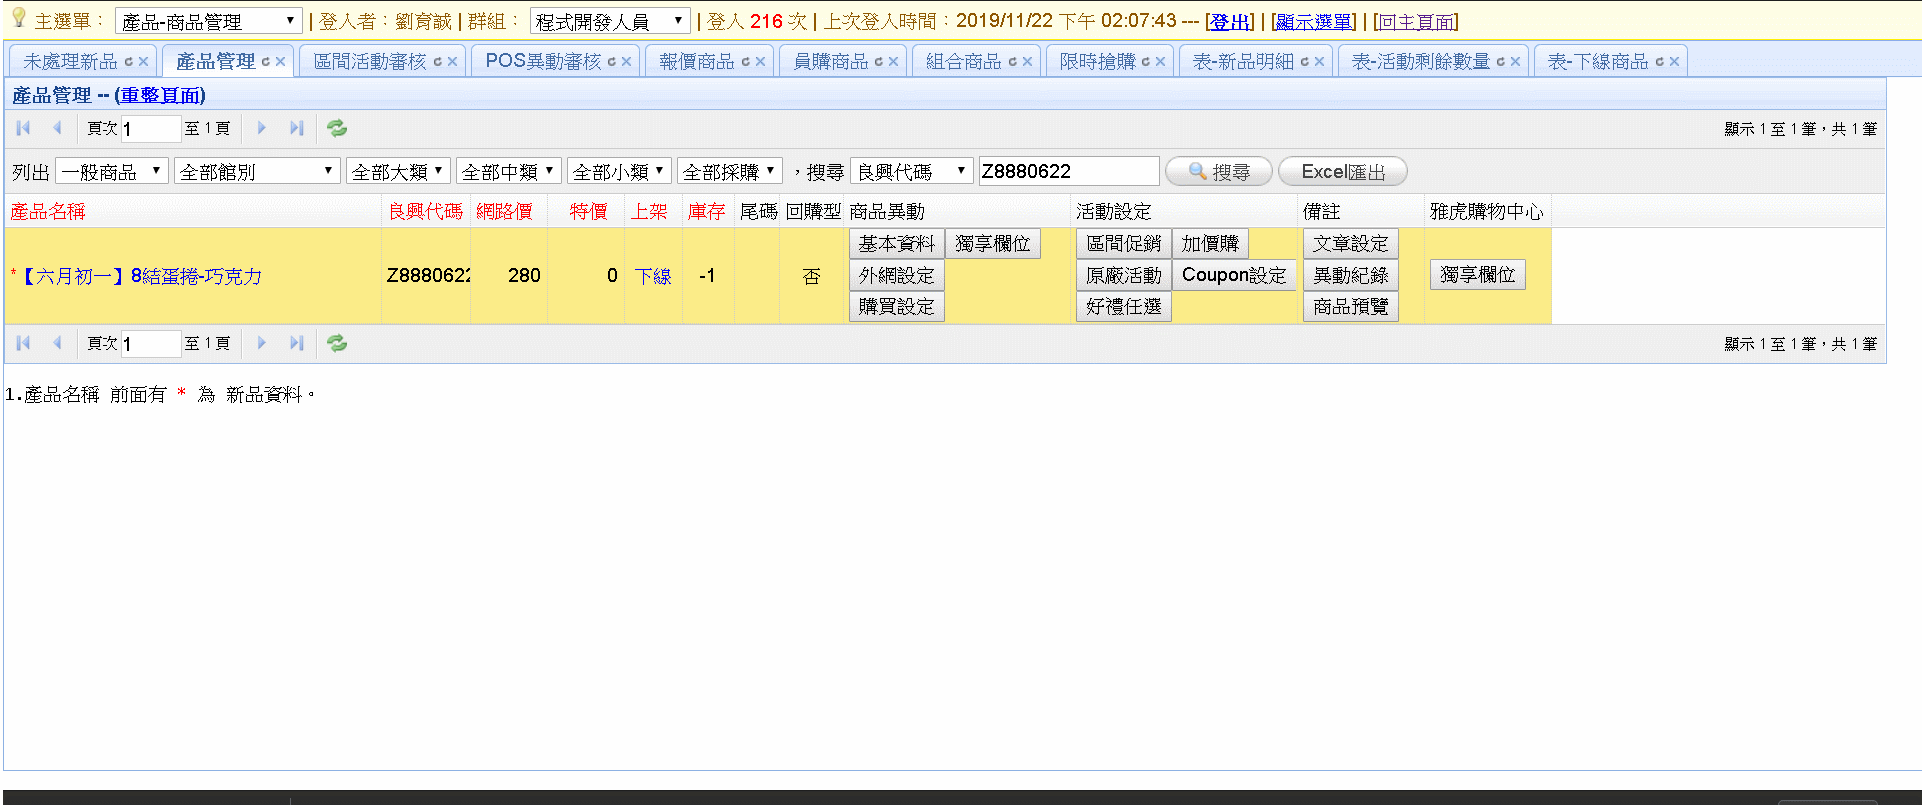 主選單： 產品-商品管理 | 登入者：劉育誠 | 群組： 程式開發人員 | 登入 216 次 | 上次登入時間：2019/11/22 下午 02:07:43 --- [登出] | [顯示選單] | [回主頁面]
未處理新品 產品管理 區間活動審核 POS異動審核 報價商品 員購商品 組合商品 限時搶購 表-新品明細 表-活動剩餘數量 表-下線商品
產品管理 -- (重整頁面)
頁次 1 至 1 頁 顯示 1 至 1 筆，共 1 筆
列出 一般商品 全部館別 全部大類 全部中類 全部小類 全部採購 ，搜尋 良興代碼 Z8880622 搜尋 Excel匯出
產品名稱 良興代碼 網路價 特價 上架 庫存 尾碼 回購型 商品異動 活動設定 備註 雅虎購物中心
基本資料 獨享欄位 區間促銷 加價購 文章設定
*【六月初一】8結蛋捲-巧克力 Z8880622 280 0 下線 -1 否 外網設定 原廠活動 Coupon設定 異動紀錄 獨享欄位
購買設定 好禮任選 商品預覽
頁次 1 至 1 頁 顯示 1 至 1 筆，共 1 筆
1.產品名稱 前面有 * 為 新品資料。